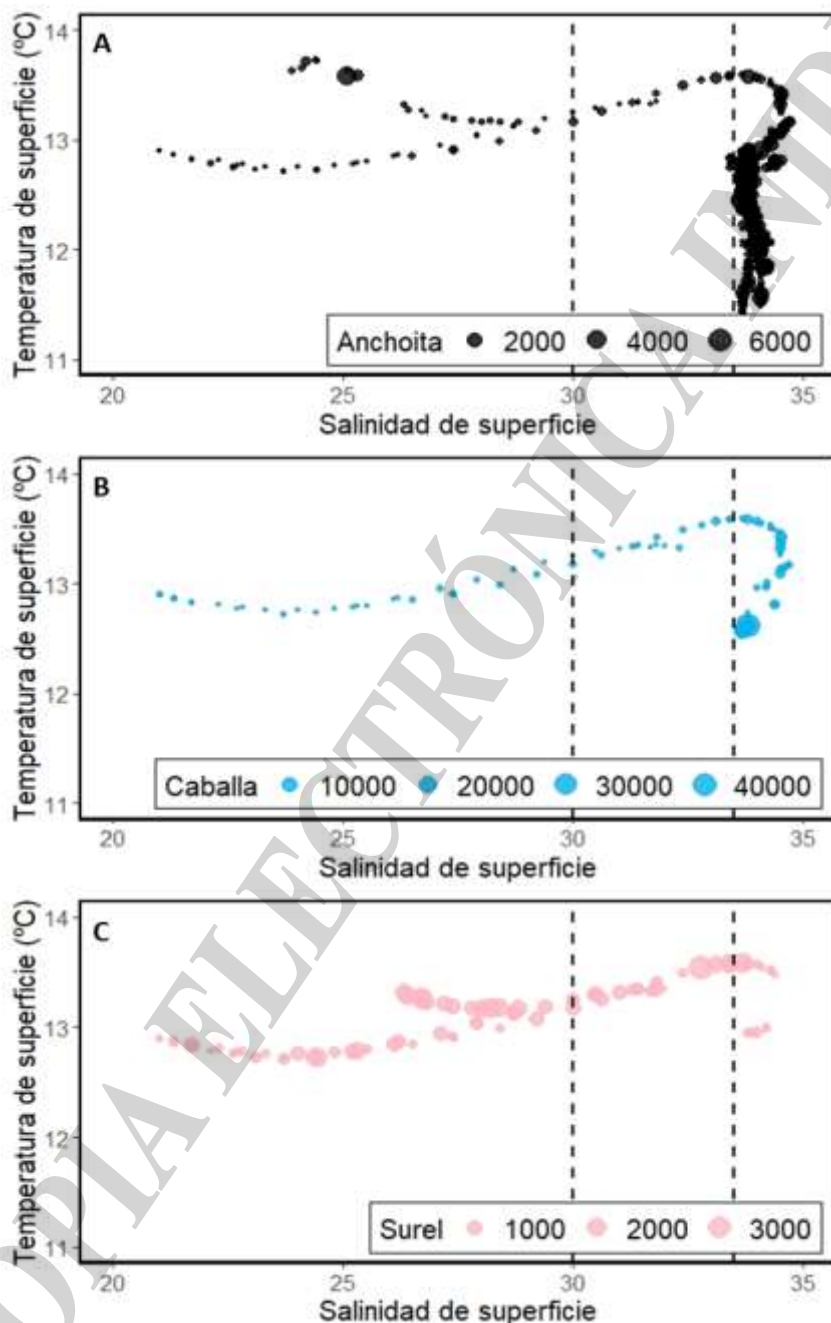 A
Temperatura de superficie (ºC)
14
13
12
11
Anchoita 2000 4000 6000
20 25 30 35
Salinidad de superficie
B
Temperatura de superficie (ºC)
14
13
12
11
Caballa 10000 20000 30000 40000
20 25 30 35
Salinidad de superficie
C
Temperatura de superficie (ºC)
14
13
12
11
Surel 1000 2000 3000
20 25 30 35
Salinidad de superficie
OPIA ELECTRÓNICA IN